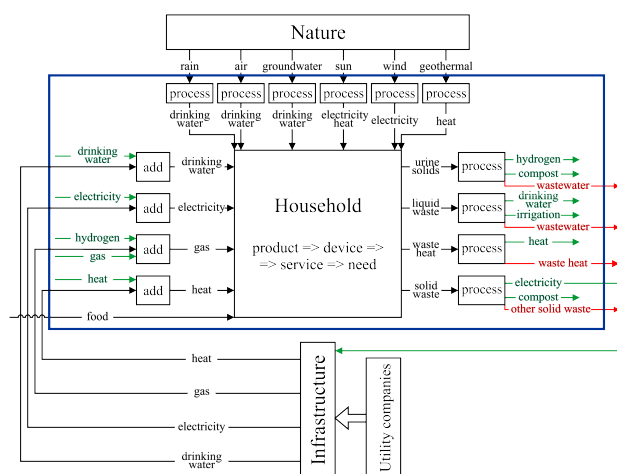 Nature
rain
air
groundwater
sun
wind
geothermal
process
process
process
process
process
process
drinking
water
drinking
water
drinking
water
electricity
heat
electricity
heat
drinking
water
add
drinking
water
electricity
add
electricity
hydrogen
gas
add
gas
heat
add
heat
food
Household
product => device =>
=> service => need
urine
solids
process
hydrogen
compost
wastewater
liquid
waste
process
drinking
water
irrigation
wastewater
waste
heat
process
heat
waste heat
solid
waste
process
electricity
compost
other solid waste
heat
gas
electricity
drinking
water
Infrastructure
Utility companies